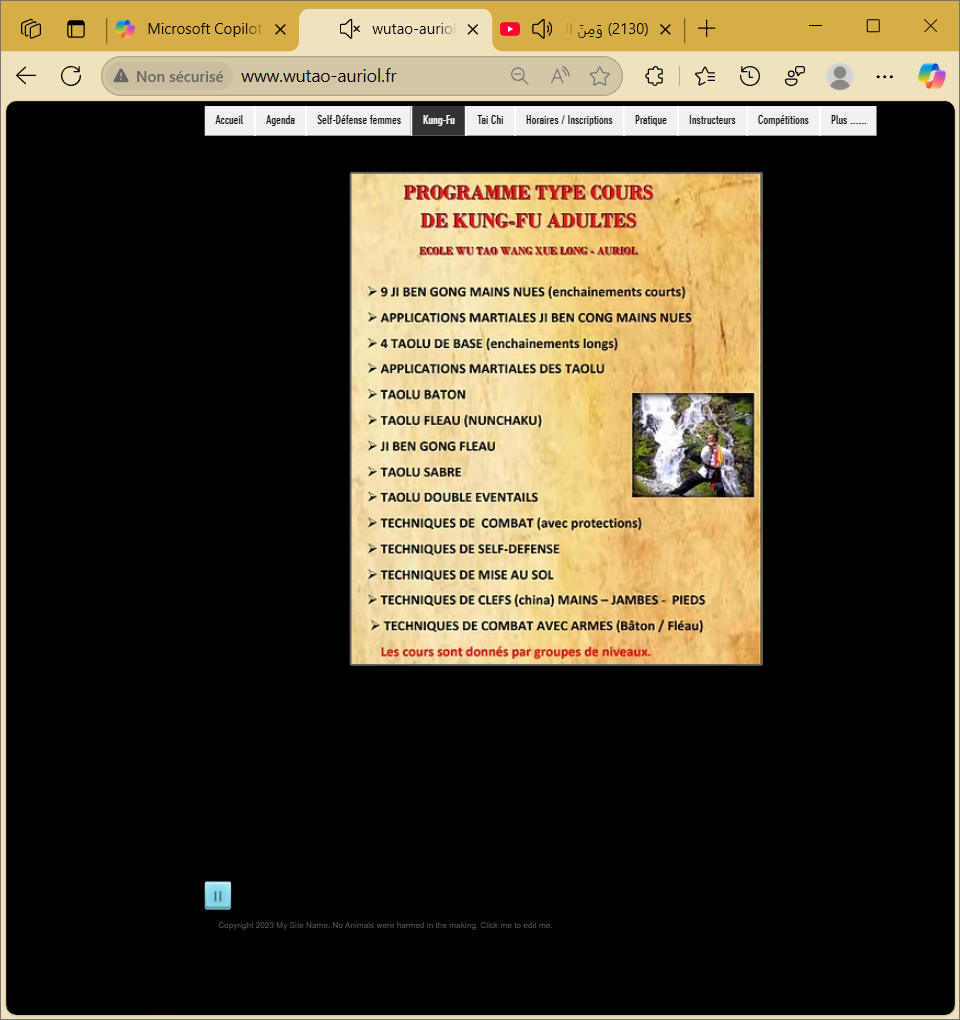 Microsoft Copilot
wutao-auriol
(2130) وَمِنَ ال
Non sécurisé
www.wutao-auriol.fr
Accueil
Agenda
Self-Défense femmes
Kung-Fu
Tai Chi
Horaires / Inscriptions
Pratique
Instructeurs
Compétitions
Plus ......
PROGRAMME TYPE COURS
DE KUNG-FU ADULTES
ECOLE WU TAO WANG XUE LONG - AURIOL
➢ 9 JI BEN GONG MAINS NUES (enchainements courts)
➢ APPLICATIONS MARTIALES JI BEN CONG MAINS NUES
➢ 4 TAOLU DE BASE (enchainements longs)
➢ APPLICATIONS MARTIALES DES TAOLU
➢ TAOLU BATON
➢ TAOLU FLEAU (NUNCHAKU)
➢ JI BEN GONG FLEAU
➢ TAOLU SABRE
➢ TAOLU DOUBLE EVENTAILS
➢ TECHNIQUES DE COMBAT (avec protections)
➢ TECHNIQUES DE SELF-DEFENSE
➢ TECHNIQUES DE MISE AU SOL
➢ TECHNIQUES DE CLEFS (china) MAINS – JAMBES - PIEDS
➢ TECHNIQUES DE COMBAT AVEC ARMES (Bâton / Fléau)
Les cours sont donnés par groupes de niveaux.
Copyright 2023 My Site Name. No Animals were harmed in the making. Click me to edit me.